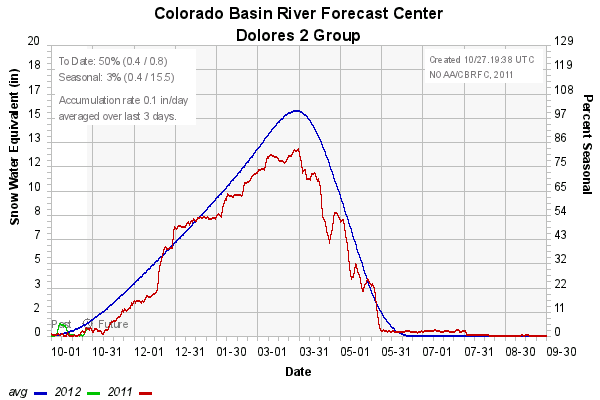 Colorado Basin River Forecast Center
Dolores 2 Group
To Date: 50% (0.4 / 0.8)
Seasonal: 3% (0.4 / 15.5)
Accumulation rate 0.1 in/day
averaged over last 3 days.
Created 10/27.19:38 UTC
NOAA/CBRFC, 2011
Snow Water Equivalent (in)
20
18
17
15
13
12
10
8
7
5
3
2
0
Percent Seasonal
129
118
108
97
86
75
65
54
43
32
22
11
0
Past
Future
10-01 10-31 12-01 12-31 01-30 03-01 03-31 05-01 05-31 07-01 07-31 08-30 09-30
Date
avg 2012 2011